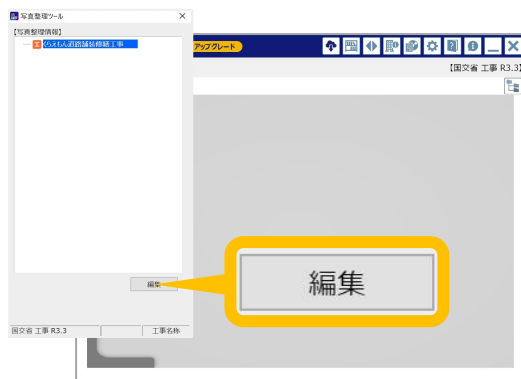 写真整理ツール
【写真整理情報】
工 くらえもん道路舗装修繕工事
編集
国交省 工事 R3.3
工事名称
アップグレード
【国交省 工事 R3.3】
編集